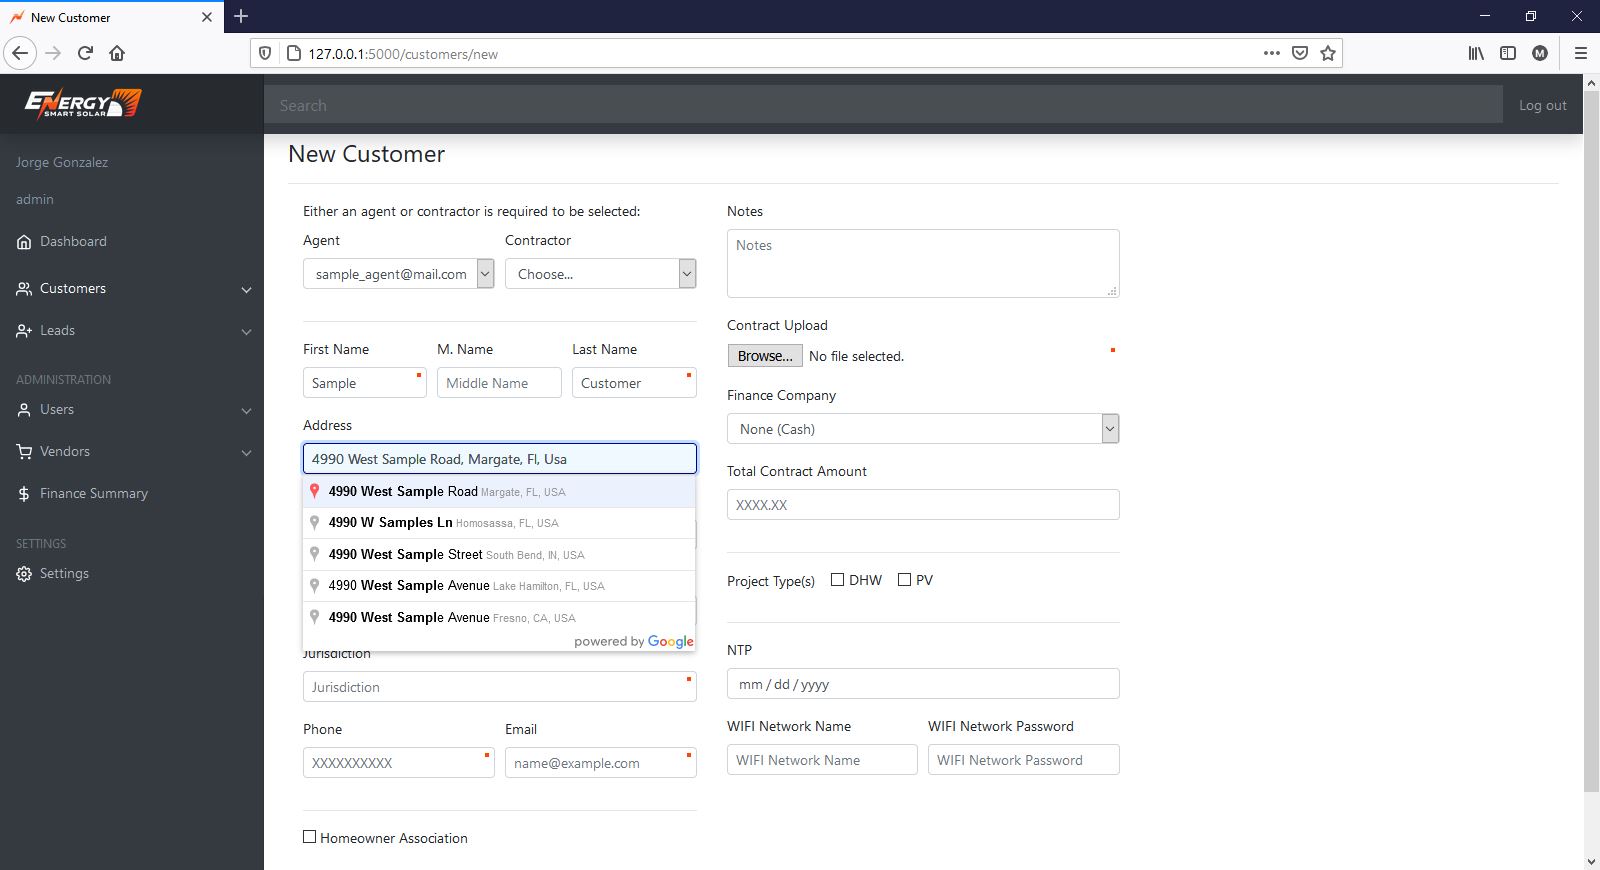 New Customer
127.0.0.1:5000/customers/new
M
ENERGY
SMART SOLAR
Search
Log out
Jorge Gonzalez
admin
Dashboard
Customers
Leads
ADMINISTRATION
Users
Vendors
Finance Summary
SETTINGS
Settings
New Customer
Either an agent or contractor is required to be selected:
Agent
Contractor
sample_agent@mail.com
Choose...
First Name
M. Name
Last Name
Sample
Middle Name
Customer
Address
4990 West Sample Road, Margate, Fl, Usa
4990 West Sample Road Margate, FL, USA
4990 W Samples Ln Homosassa, FL, USA
4990 West Sample Street South Bend, IN, USA
4990 West Sample Avenue Lake Hamilton, FL, USA
4990 West Sample Avenue Fresno, CA, USA
powered by Google
Jurisdiction
Jurisdiction
Phone
Email
XXXXXXXXXX
name@example.com
Homeowner Association
Notes
Notes
Contract Upload
Browse... No file selected.
Finance Company
None (Cash)
Total Contract Amount
XXXX.XX
Project Type(s) DHW PV
NTP
mm / dd / yyyy
WIFI Network Name
WIFI Network Password
WIFI Network Name
WIFI Network Password